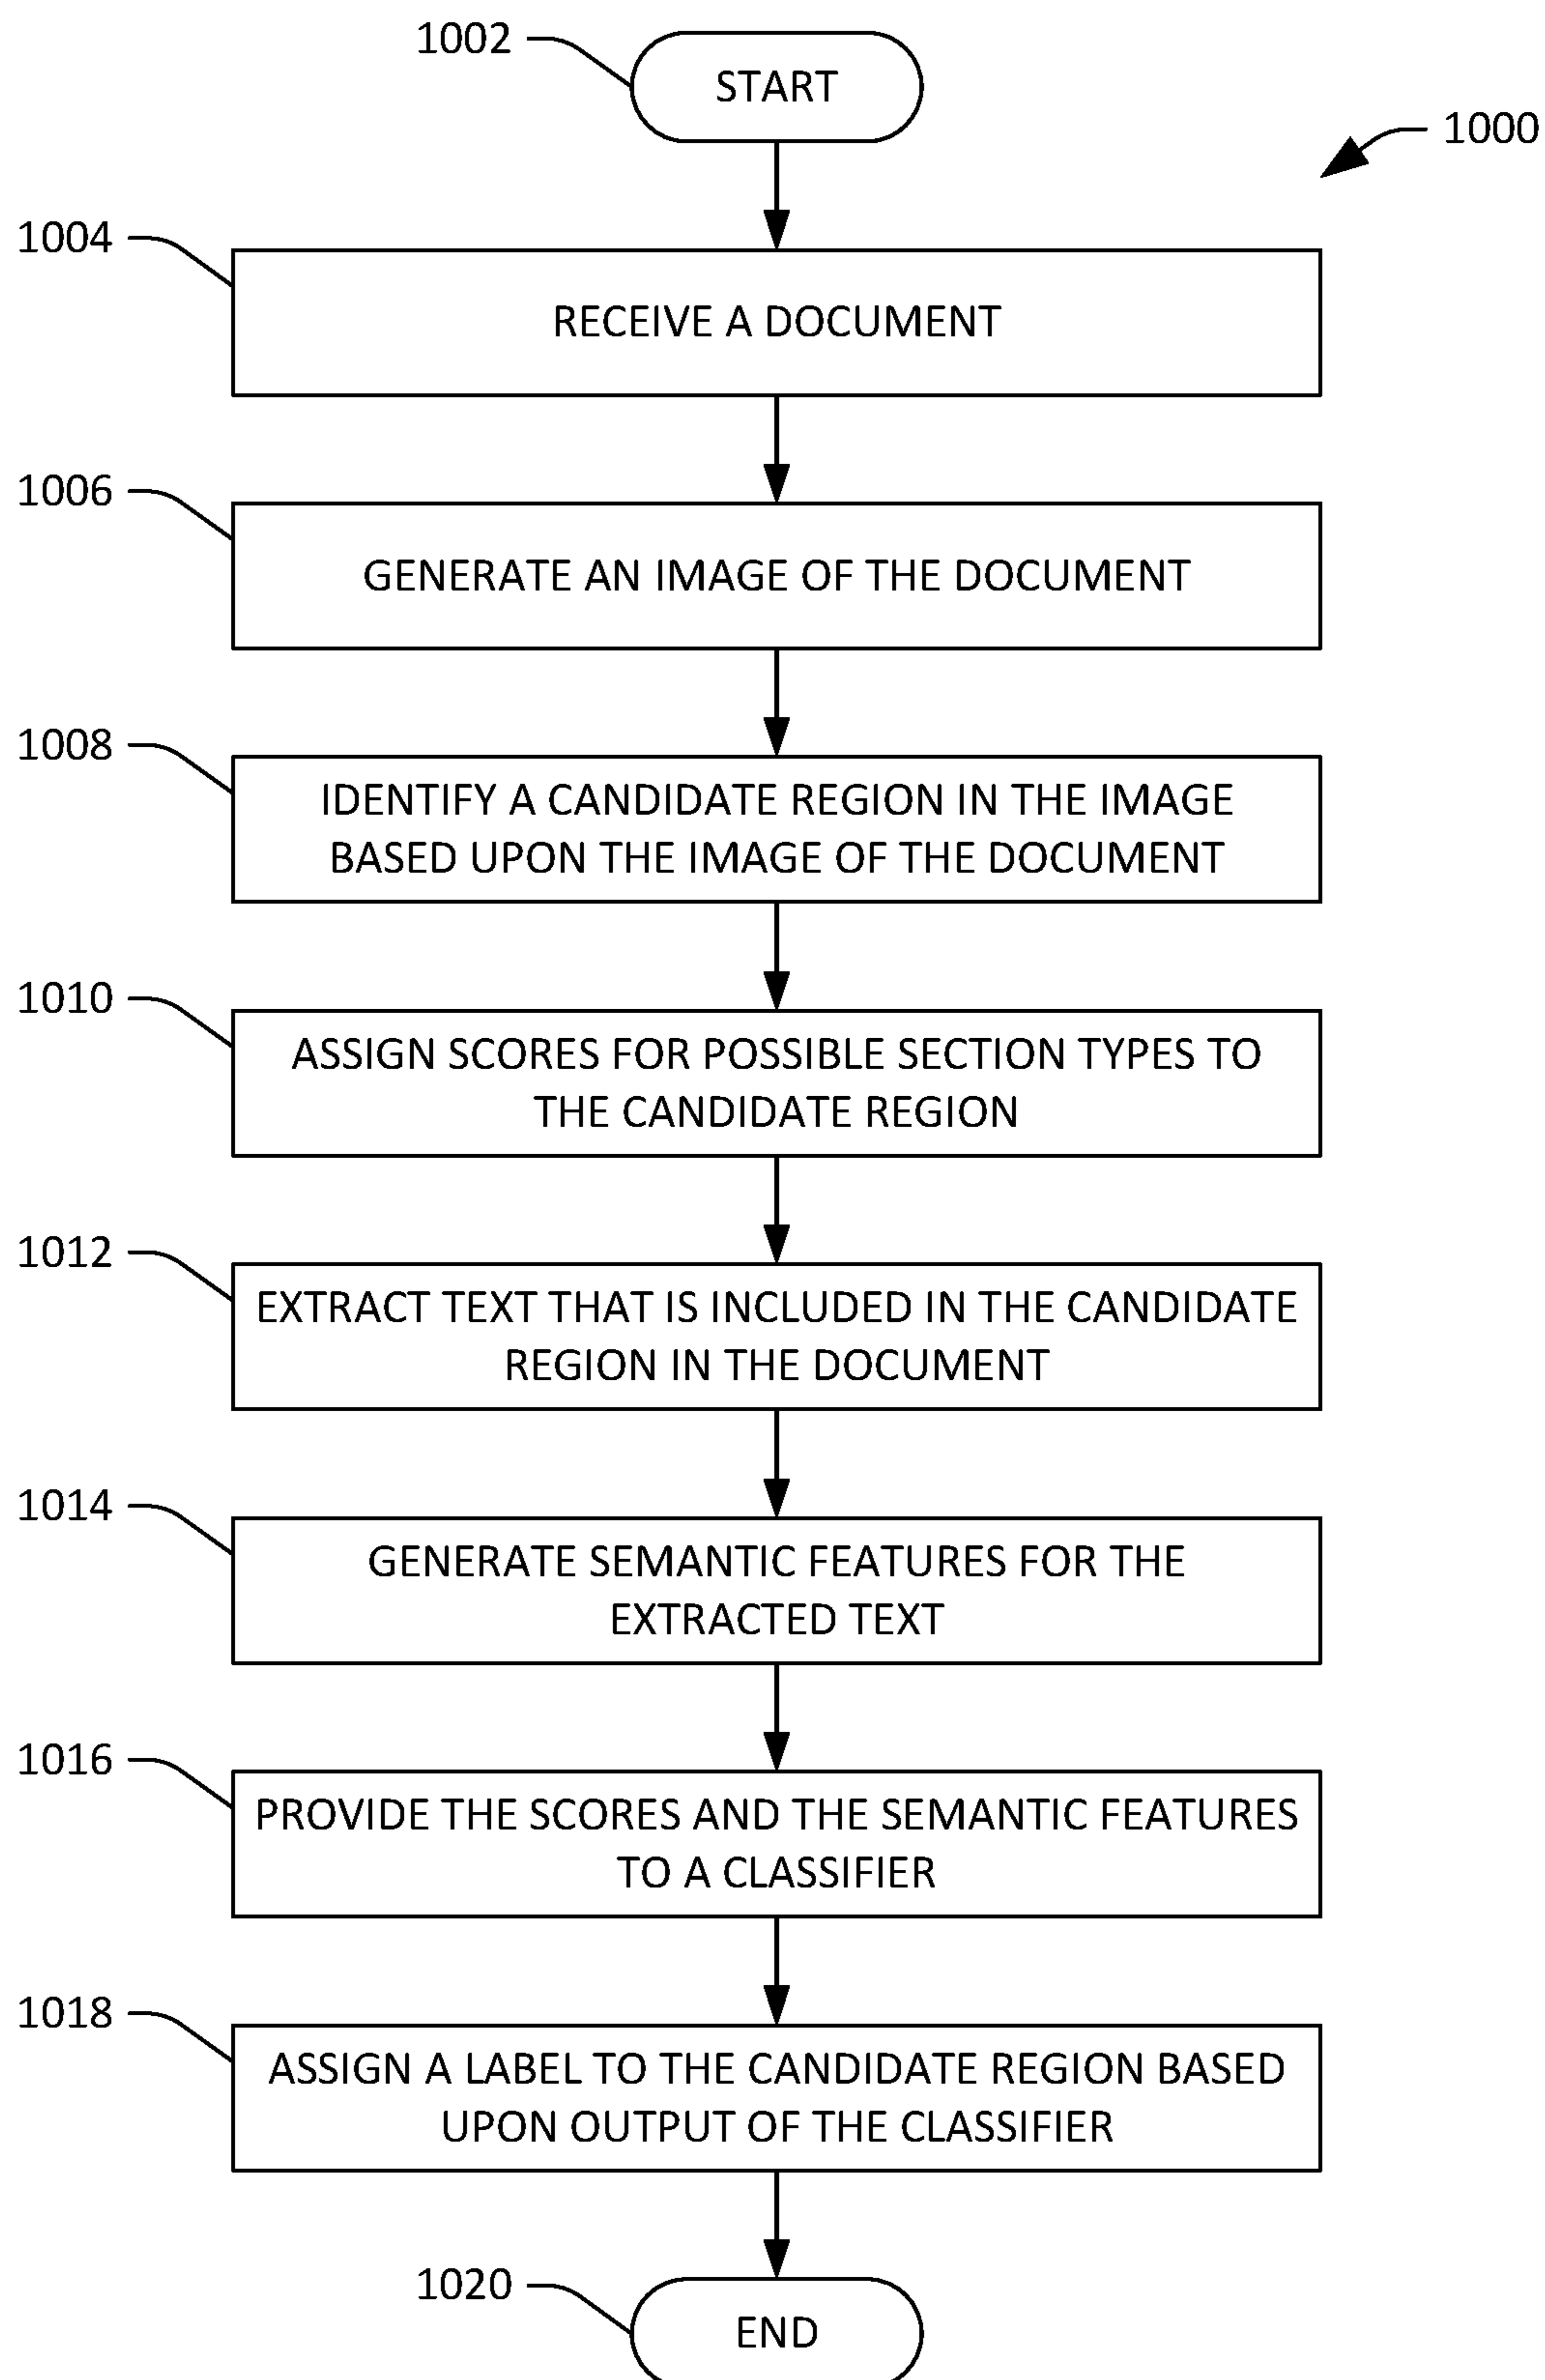 1002
START
1000
1004
RECEIVE A DOCUMENT
1006
GENERATE AN IMAGE OF THE DOCUMENT
1008
IDENTIFY A CANDIDATE REGION IN THE IMAGE
BASED UPON THE IMAGE OF THE DOCUMENT
1010
ASSIGN SCORES FOR POSSIBLE SECTION TYPES TO
THE CANDIDATE REGION
1012
EXTRACT TEXT THAT IS INCLUDED IN THE CANDIDATE
REGION IN THE DOCUMENT
1014
GENERATE SEMANTIC FEATURES FOR THE
EXTRACTED TEXT
1016
PROVIDE THE SCORES AND THE SEMANTIC FEATURES
TO A CLASSIFIER
1018
ASSIGN A LABEL TO THE CANDIDATE REGION BASED
UPON OUTPUT OF THE CLASSIFIER
1020
END